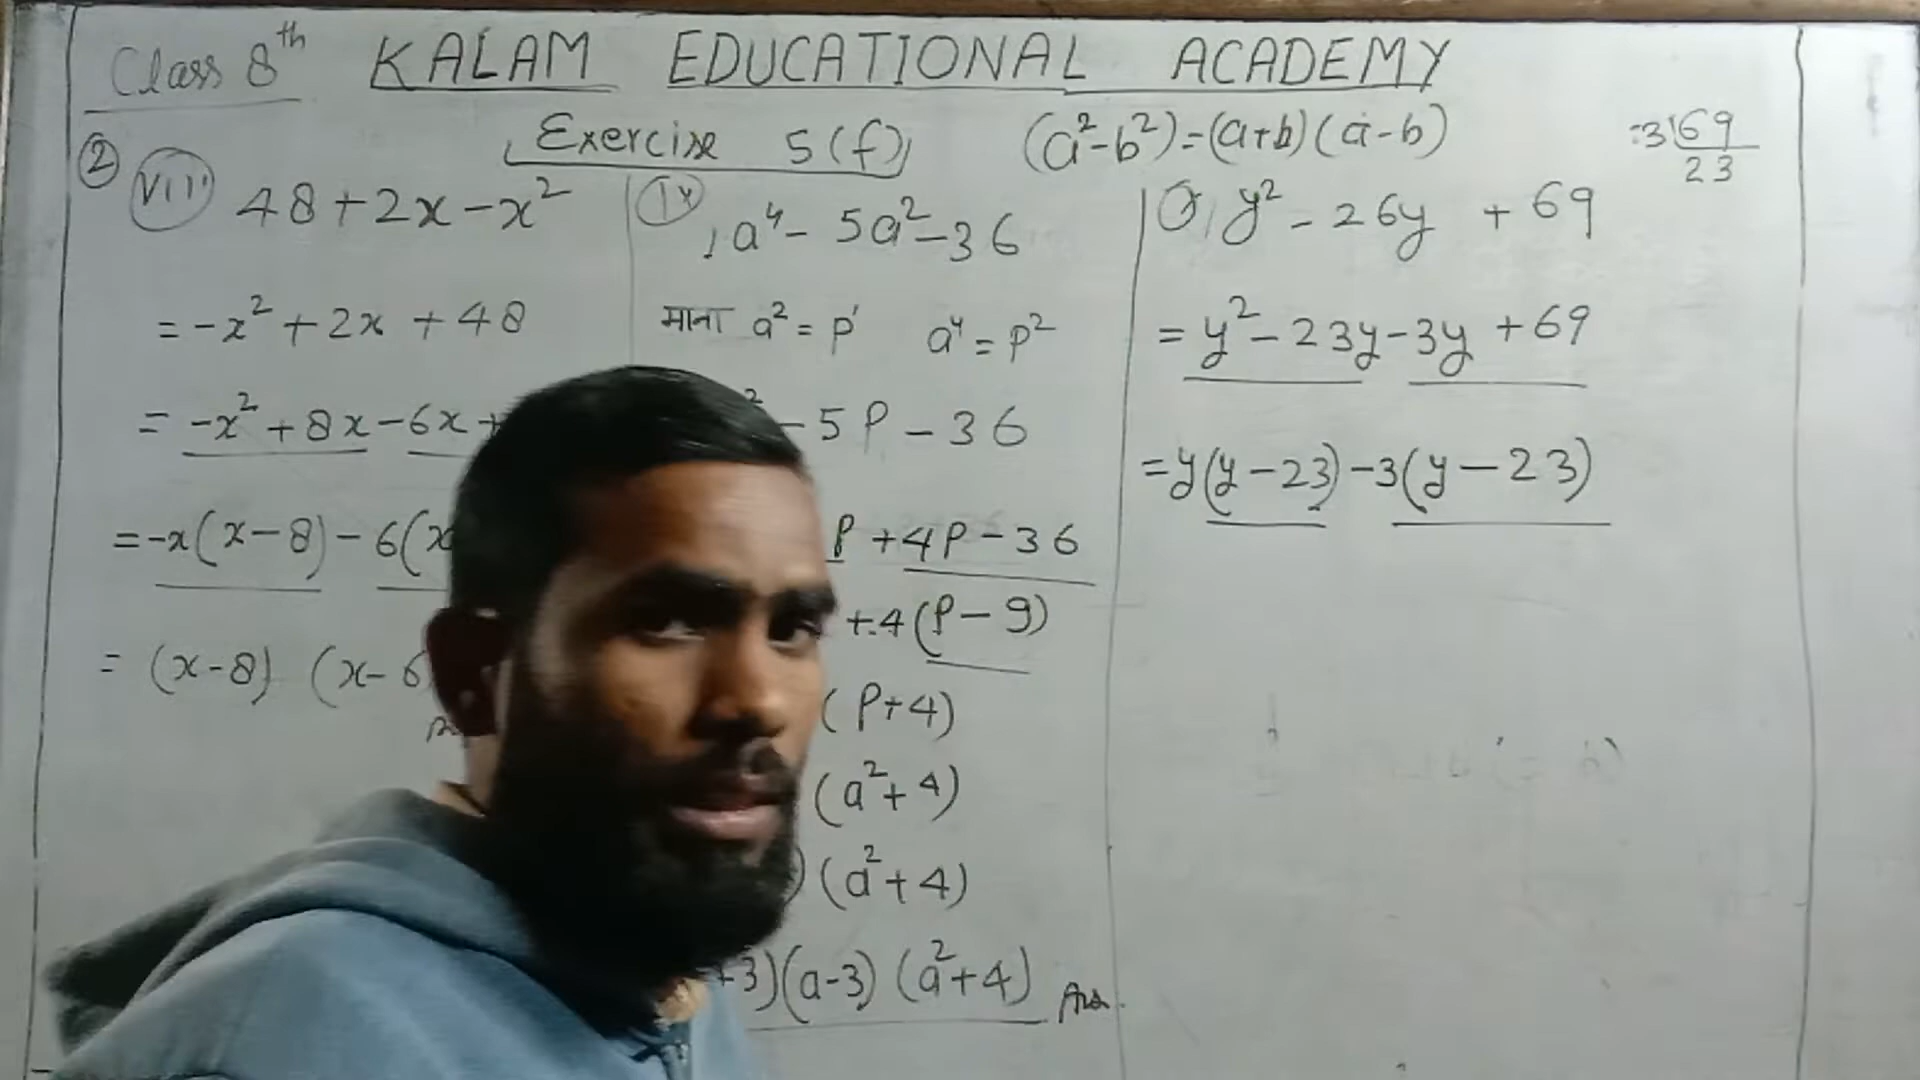 Class 8th KALAM EDUCATIONAL ACADEMY
Exercise 5(f) (a²-b²)=(a+b)(a-b)
3 69
23
②
viii 48+2x-x²
= -x²+2x+48
= -x²+8x-6x+
= -x(x-8)-6(x
= (x-8) (x-6
ix a⁴-5a²-36
माना a²=p a⁴=p²
-5P-36
P+4P-36
+4(P-9)
(P+4)
(a²+4)
)(a²+4)
+3)(a-3)(a²+4) Ans.
y²-26y+69
= y²-23y-3y+69
= y(y-23)-3(y-23)